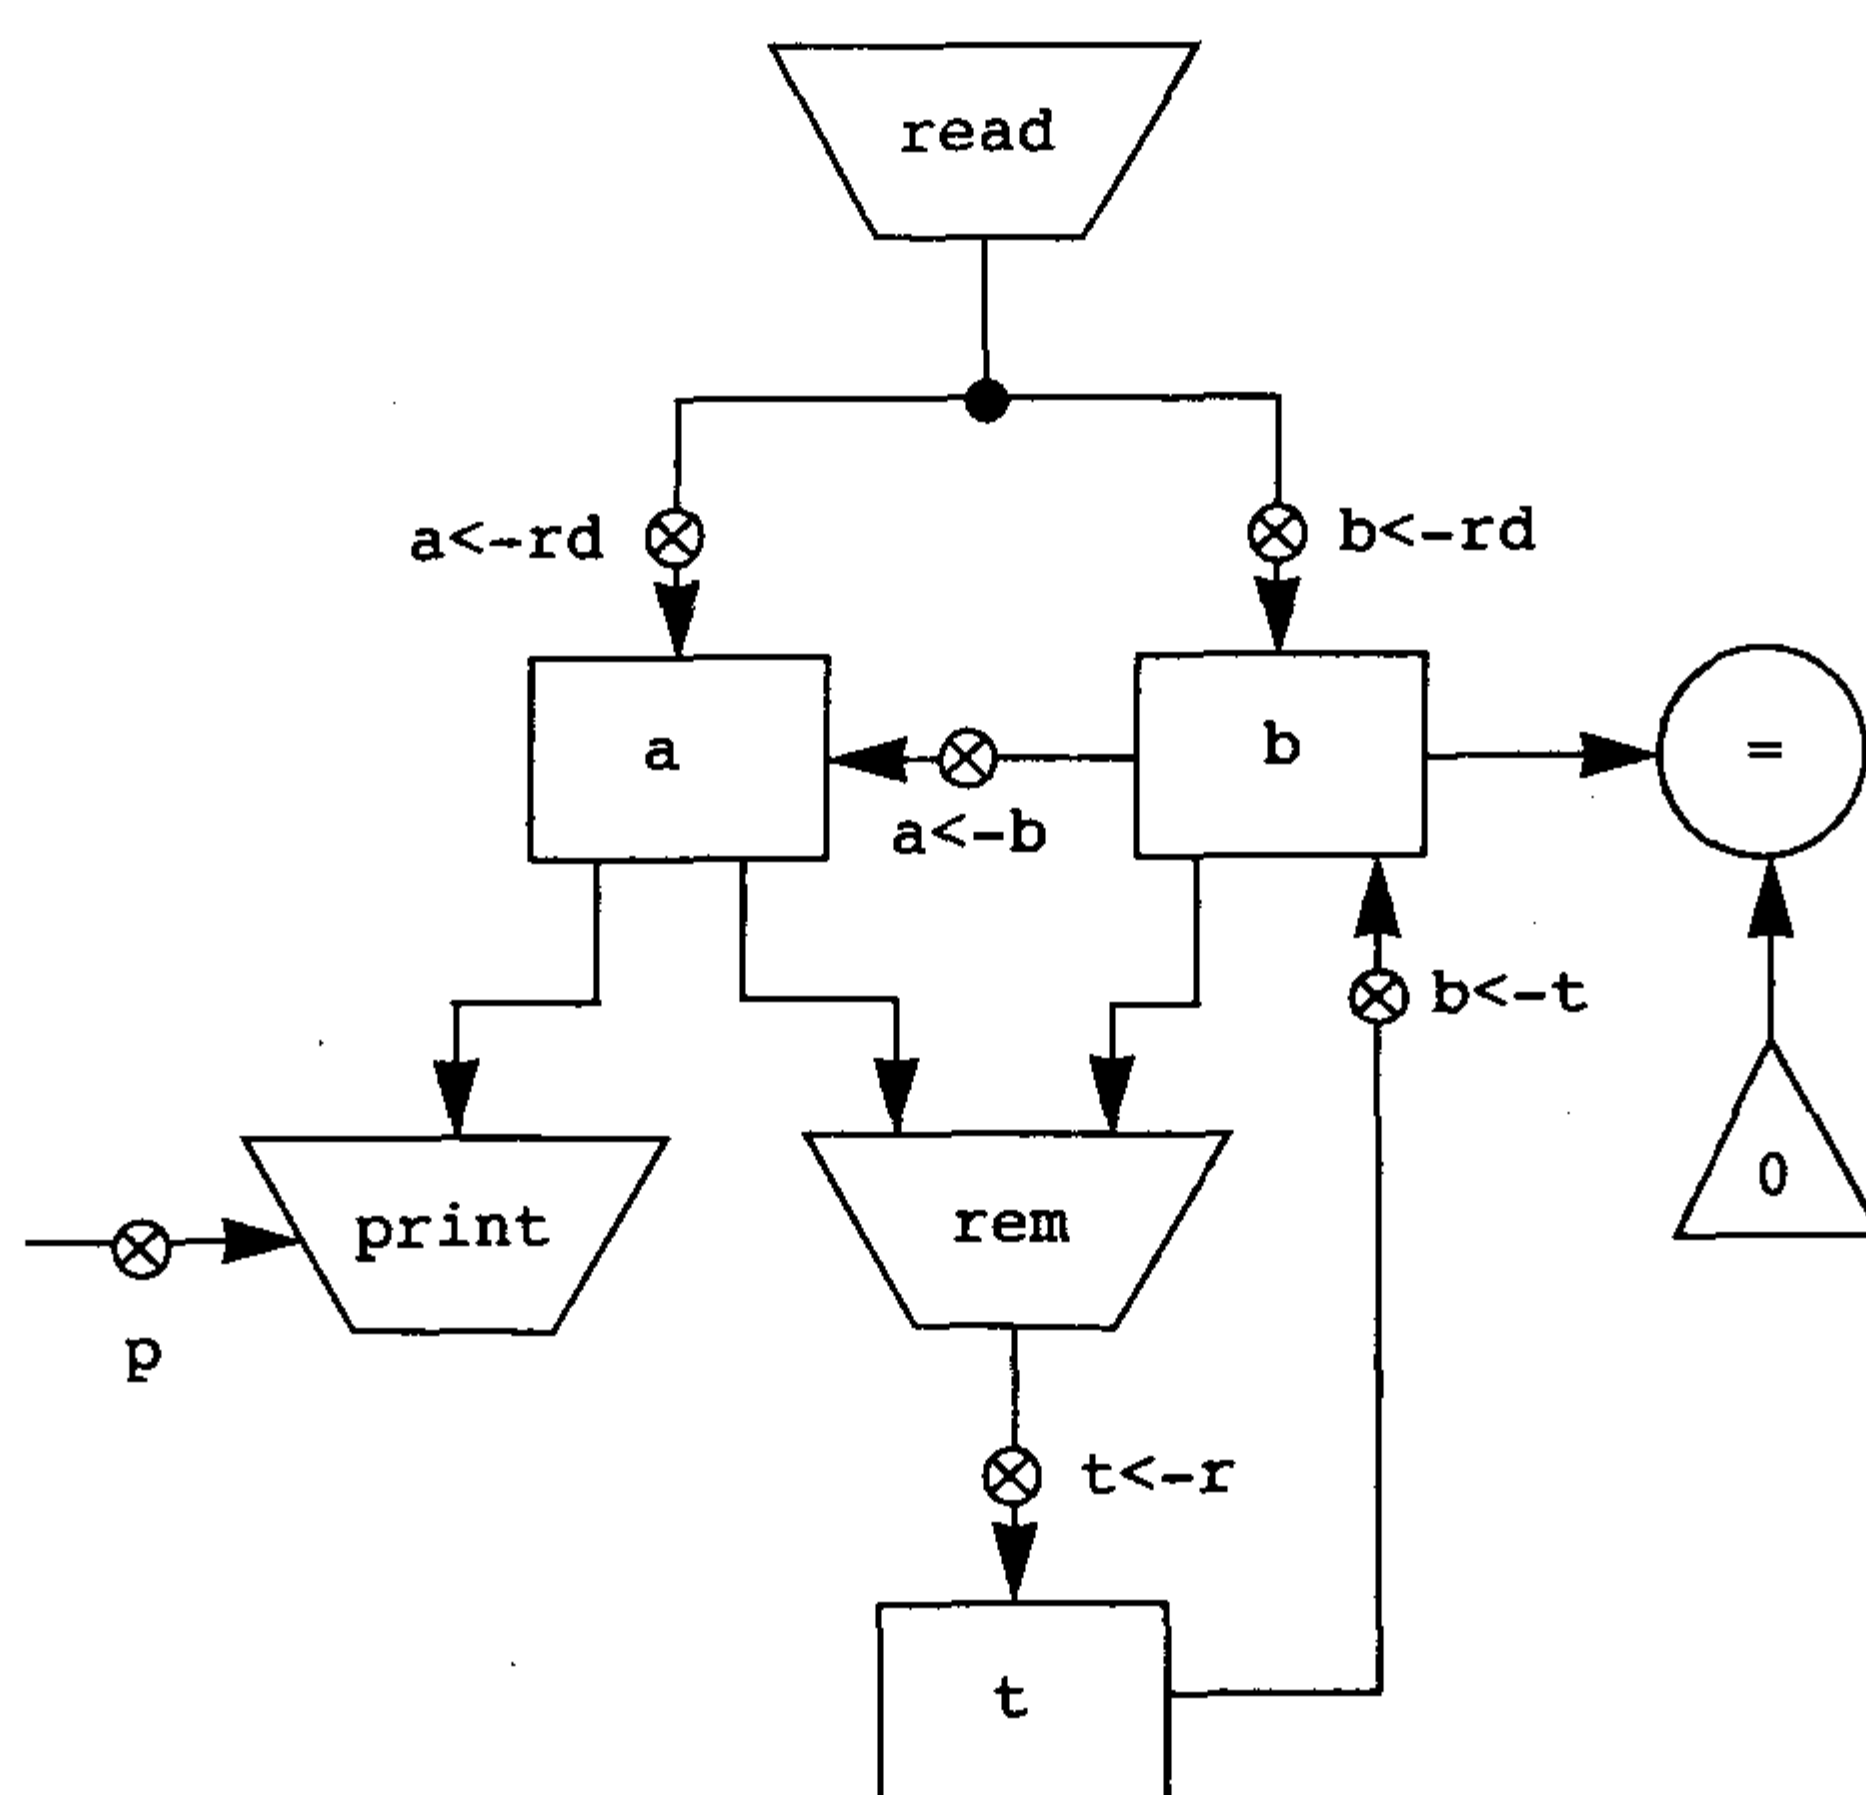 read
a<-rd
b<-rd
a
b
=
a<-b
b<-t
0
print
rem
p
t<-r
t